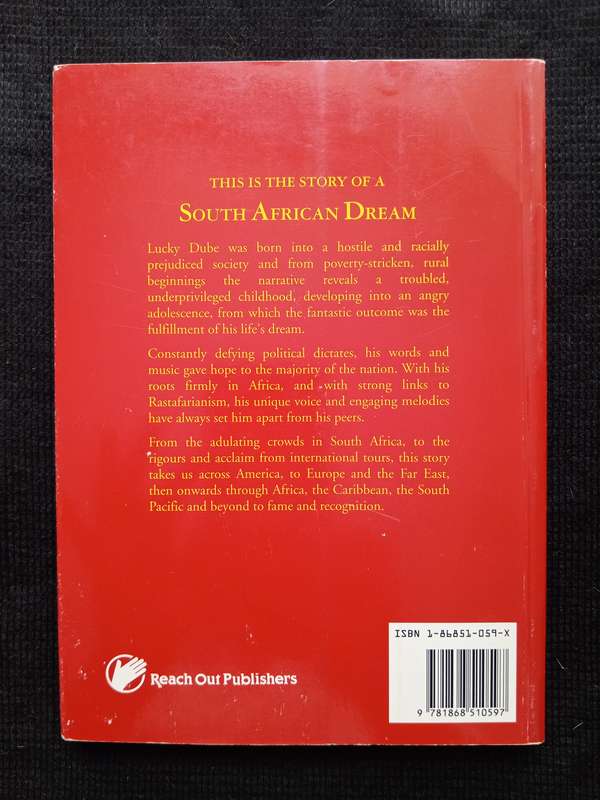 THIS IS THE STORY OF A
SOUTH AFRICAN DREAM
Lucky Dube was born into a hostile and racially
prejudiced society and from poverty-stricken, rural
beginnings the narrative reveals a troubled,
underprivileged childhood, developing into an angry
adolescence, from which the fantastic outcome was the
fulfillment of his life's dream.
Constantly defying political dictates, his words and
music gave hope to the majority of the nation. With his
roots firmly in Africa, and with strong links to
Rastafarianism, his unique voice and engaging melodies
have always set him apart from his peers.
From the adulating crowds in South Africa, to the
rigours and acclaim from international tours, this story
takes us across America, to Europe and the Far East,
then onwards through Africa, the Caribbean, the South
Pacific and beyond to fame and recognition.
ISBN 1-86851-059-X
9 781868 510597
Reach Out Publishers